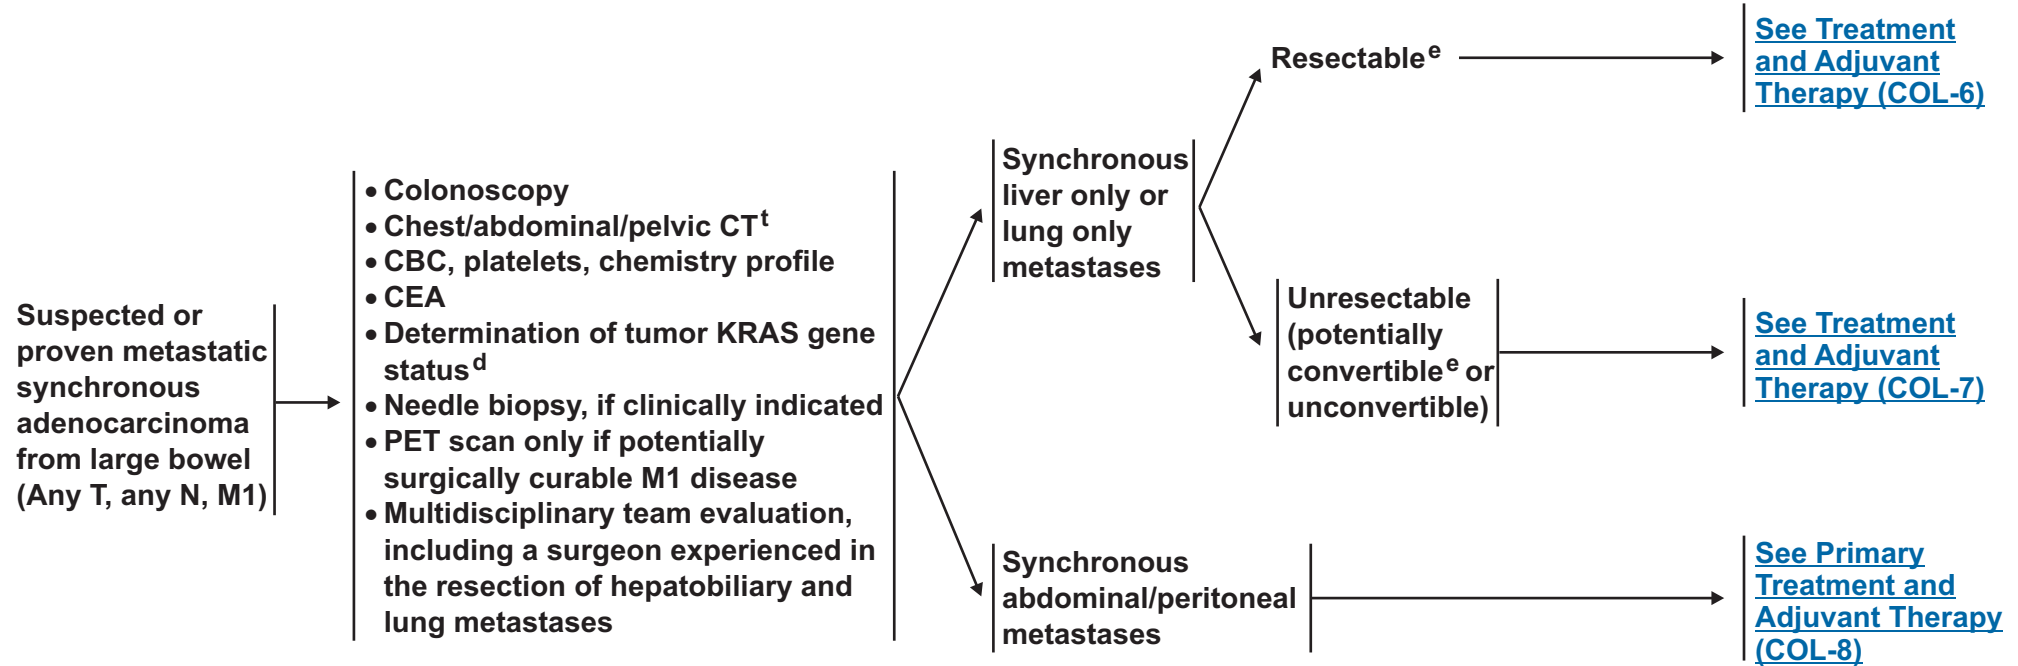 Suspected or
proven metastatic
synchronous
adenocarcinoma
from large bowel
(Any T, any N, M1)
• Colonoscopy
• Chest/abdominal/pelvic CT t
• CBC, platelets, chemistry profile
• CEA
• Determination of tumor KRAS gene
status d
• Needle biopsy, if clinically indicated
• PET scan only if potentially
surgically curable M1 disease
• Multidisciplinary team evaluation,
including a surgeon experienced in
the resection of hepatobiliary and
lung metastases
Synchronous
liver only or
lung only
metastases
Resectable e
See Treatment
and Adjuvant
Therapy (COL-6)
Unresectable
(potentially
convertible e or
unconvertible)
See Treatment
and Adjuvant
Therapy (COL-7)
Synchronous
abdominal/peritoneal
metastases
See Primary
Treatment and
Adjuvant Therapy
(COL-8)